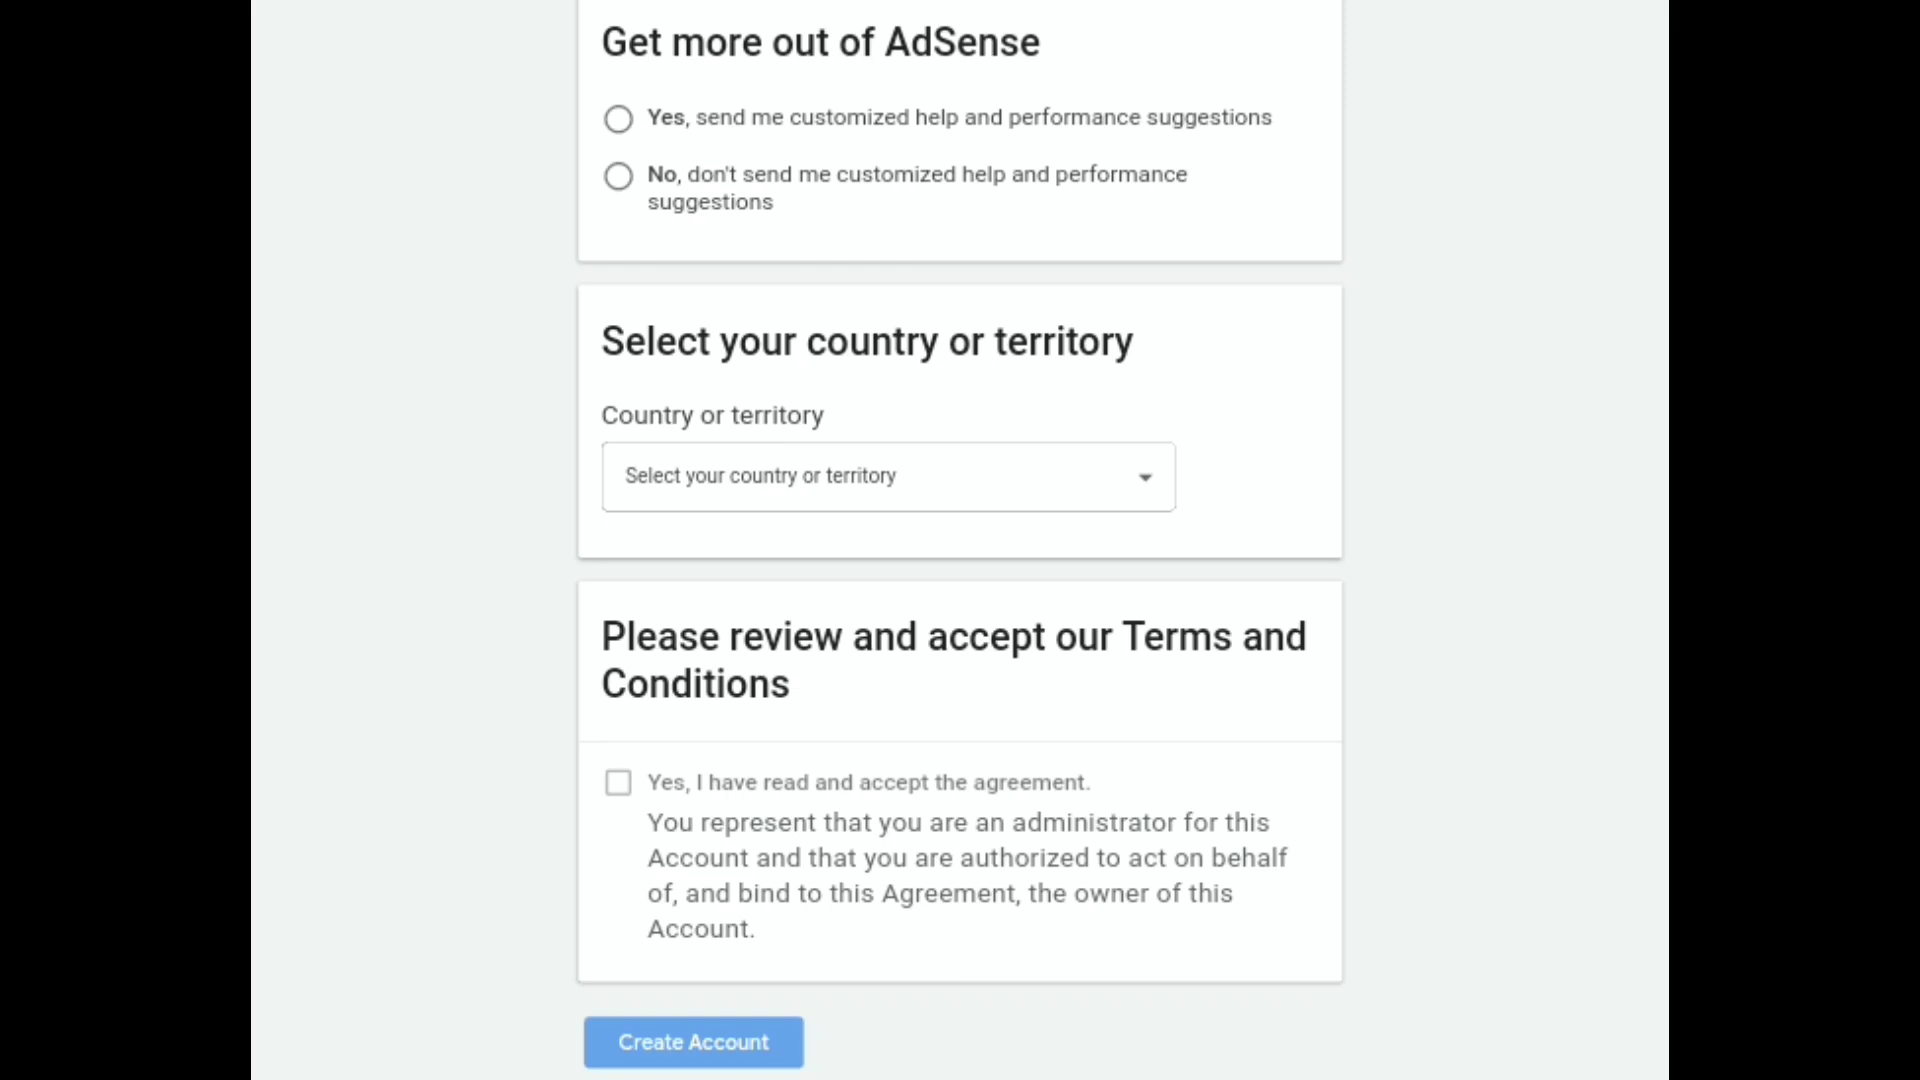 Get more out of AdSense
Yes, send me customized help and performance suggestions
No, don't send me customized help and performance
suggestions
Select your country or territory
Country or territory
Select your country or territory
Please review and accept our Terms and
Conditions
Yes, I have read and accept the agreement.
You represent that you are an administrator for this
Account and that you are authorized to act on behalf
of, and bind to this Agreement, the owner of this
Account.
Create Account